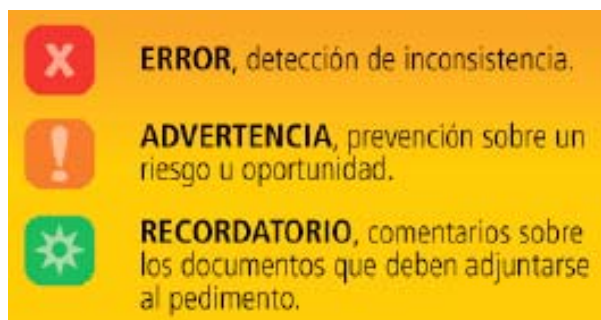 ERROR, detección de inconsistencia.
ADVERTENCIA, prevención sobre un
riesgo u oportunidad.
RECORDATORIO, comentarios sobre
los documentos que deben adjuntarse
al pedimento.